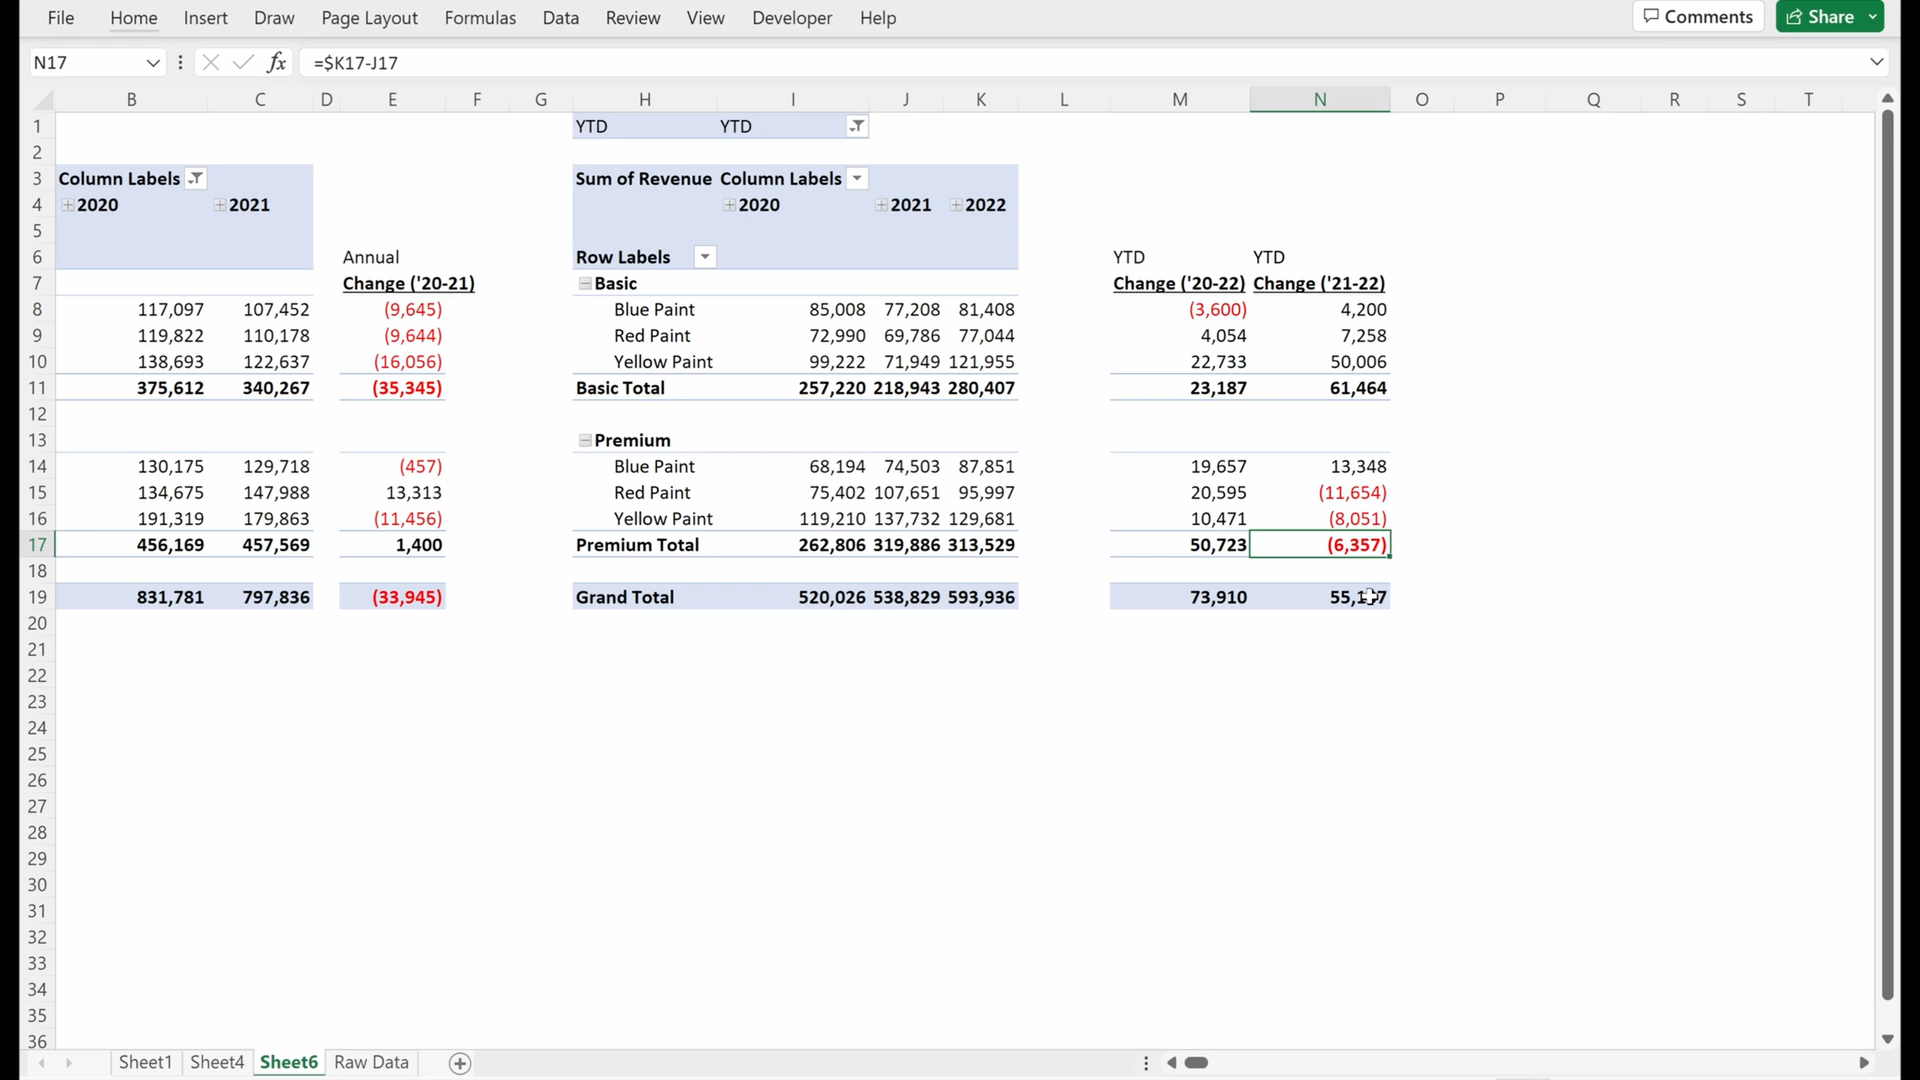 File Home Insert Draw Page Layout Formulas Data Review View Developer Help Comments Share
N17 fx =$K17-J17
B C D E F G H I J K L M N O P Q R S T
1 YTD YTD
2
3 Column Labels Sum of Revenue Column Labels
4 2020 2021 2020 2021 2022
5
6 Annual Row Labels YTD YTD
7 Change ('20-21) Basic Change ('20-22) Change ('21-22)
8 117,097 107,452 (9,645) Blue Paint 85,008 77,208 81,408 (3,600) 4,200
9 119,822 110,178 (9,644) Red Paint 72,990 69,786 77,044 4,054 7,258
10 138,693 122,637 (16,056) Yellow Paint 99,222 71,949 121,955 22,733 50,006
11 375,612 340,267 (35,345) Basic Total 257,220 218,943 280,407 23,187 61,464
12
13 Premium
14 130,175 129,718 (457) Blue Paint 68,194 74,503 87,851 19,657 13,348
15 134,675 147,988 13,313 Red Paint 75,402 107,651 95,997 20,595 (11,654)
16 191,319 179,863 (11,456) Yellow Paint 119,210 137,732 129,681 10,471 (8,051)
17 456,169 457,569 1,400 Premium Total 262,806 319,886 313,529 50,723 (6,357)
18
19 831,781 797,836 (33,945) Grand Total 520,026 538,829 593,936 73,910
20
21
22
23
24
25
26
27
28
29
30
31
32
33
34
35
36
Sheet1 Sheet4 Sheet6 Raw Data